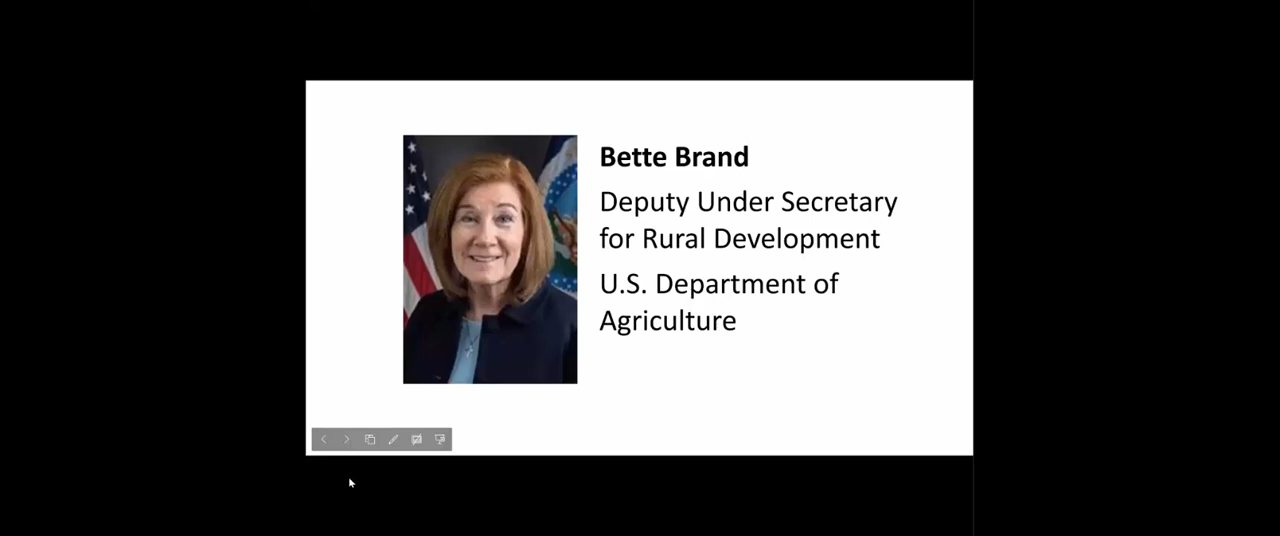 Bette Brand
Deputy Under Secretary
for Rural Development
U.S. Department of
Agriculture